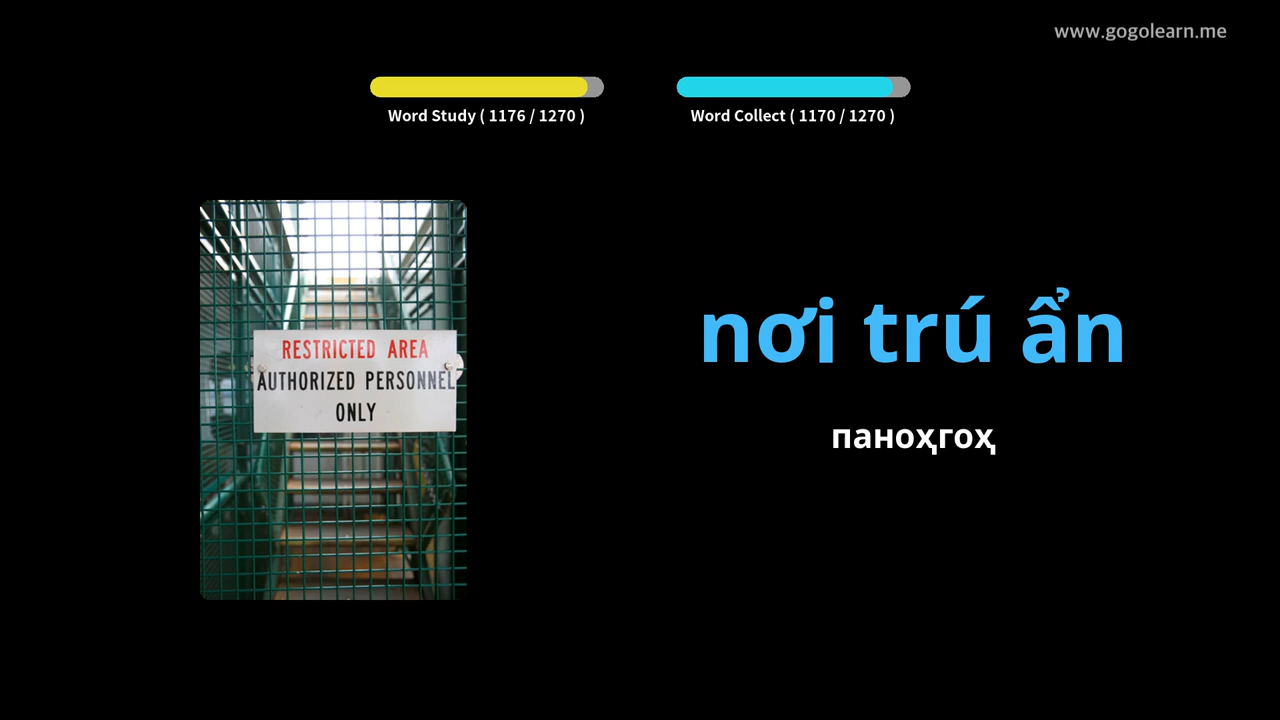 www.gogolearn.me
Word Study ( 1176 / 1270 )
Word Collect ( 1170 / 1270 )
RESTRICTED AREA
AUTHORIZED PERSONNEL
ONLY
nơi trú ẩn
паноҳгоҳ